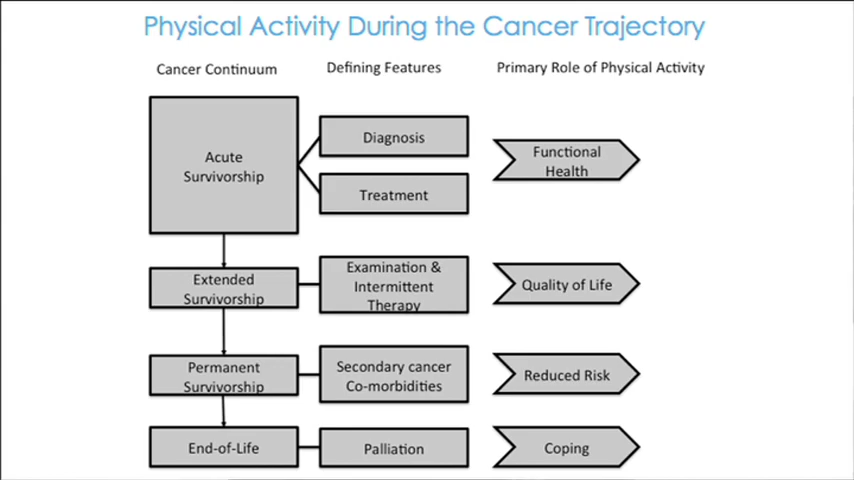 Physical Activity During the Cancer Trajectory
Cancer Continuum
Defining Features
Primary Role of Physical Activity
Acute
Survivorship
Diagnosis
Treatment
Functional
Health
Extended
Survivorship
Examination &
Intermittent
Therapy
Quality of Life
Permanent
Survivorship
Secondary cancer
Co-morbidities
Reduced Risk
End-of-Life
Palliation
Coping